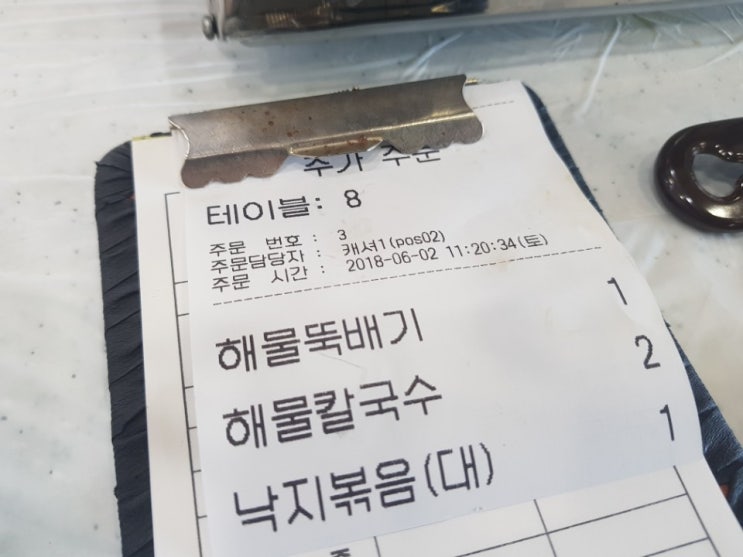 추가 주문
테이블: 8
주문 번호 : 3
주문담당자 : 캐셔1(pos02)
주문 시간 : 2018-06-02 11:20:34(토)
해물뚝배기 1
해물칼국수 2
낙지볶음(대) 1